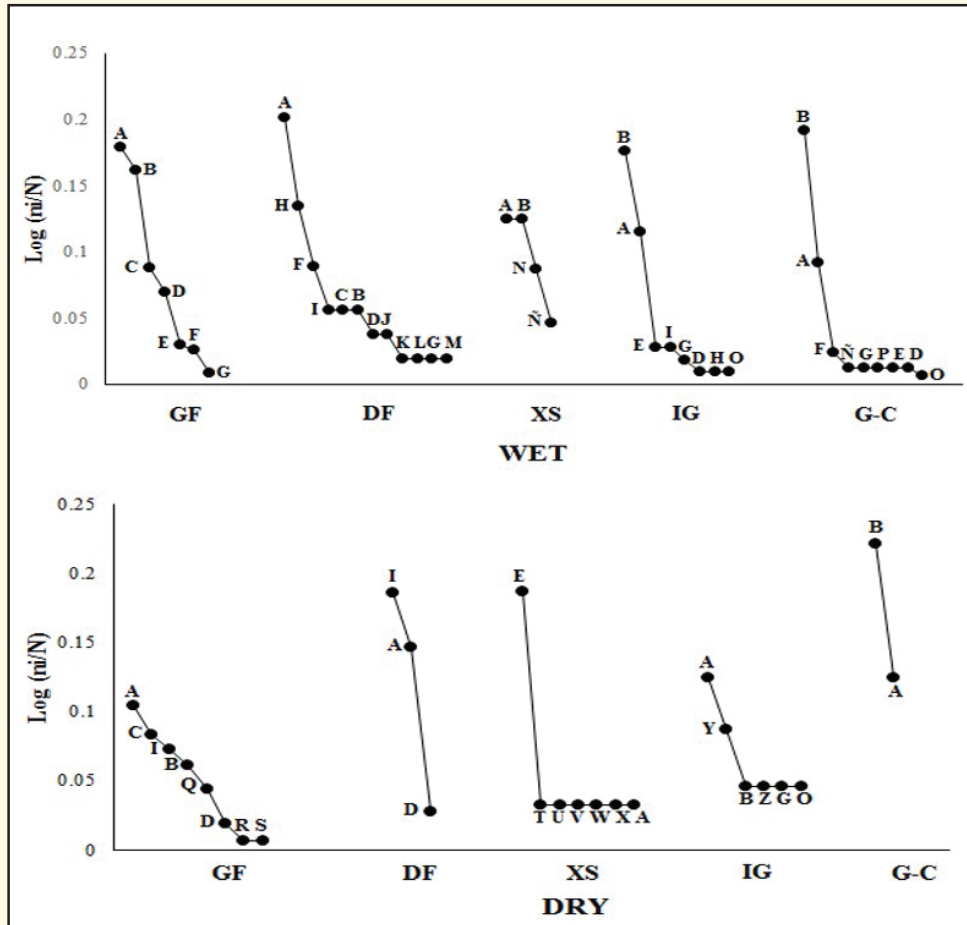 0.25
A
A
B
B
0.2
B
H
A B
0.15
A
Log (ni/N)
C
F
N
A
0.1
D
I C B
Ñ
E F
D J
E I
F Ñ G P E D
0.05
G
K L G M
G D H O
O
0
GF DF XS IG G-C
WET
0.25
B
I
E
0.2
A
A
0.15
A
Log (ni/N)
C
I
Y
A
0.1
B
Q
0.05
D
R S
D
T U V W X A
B Z G O
0
GF DF XS IG G-C
DRY